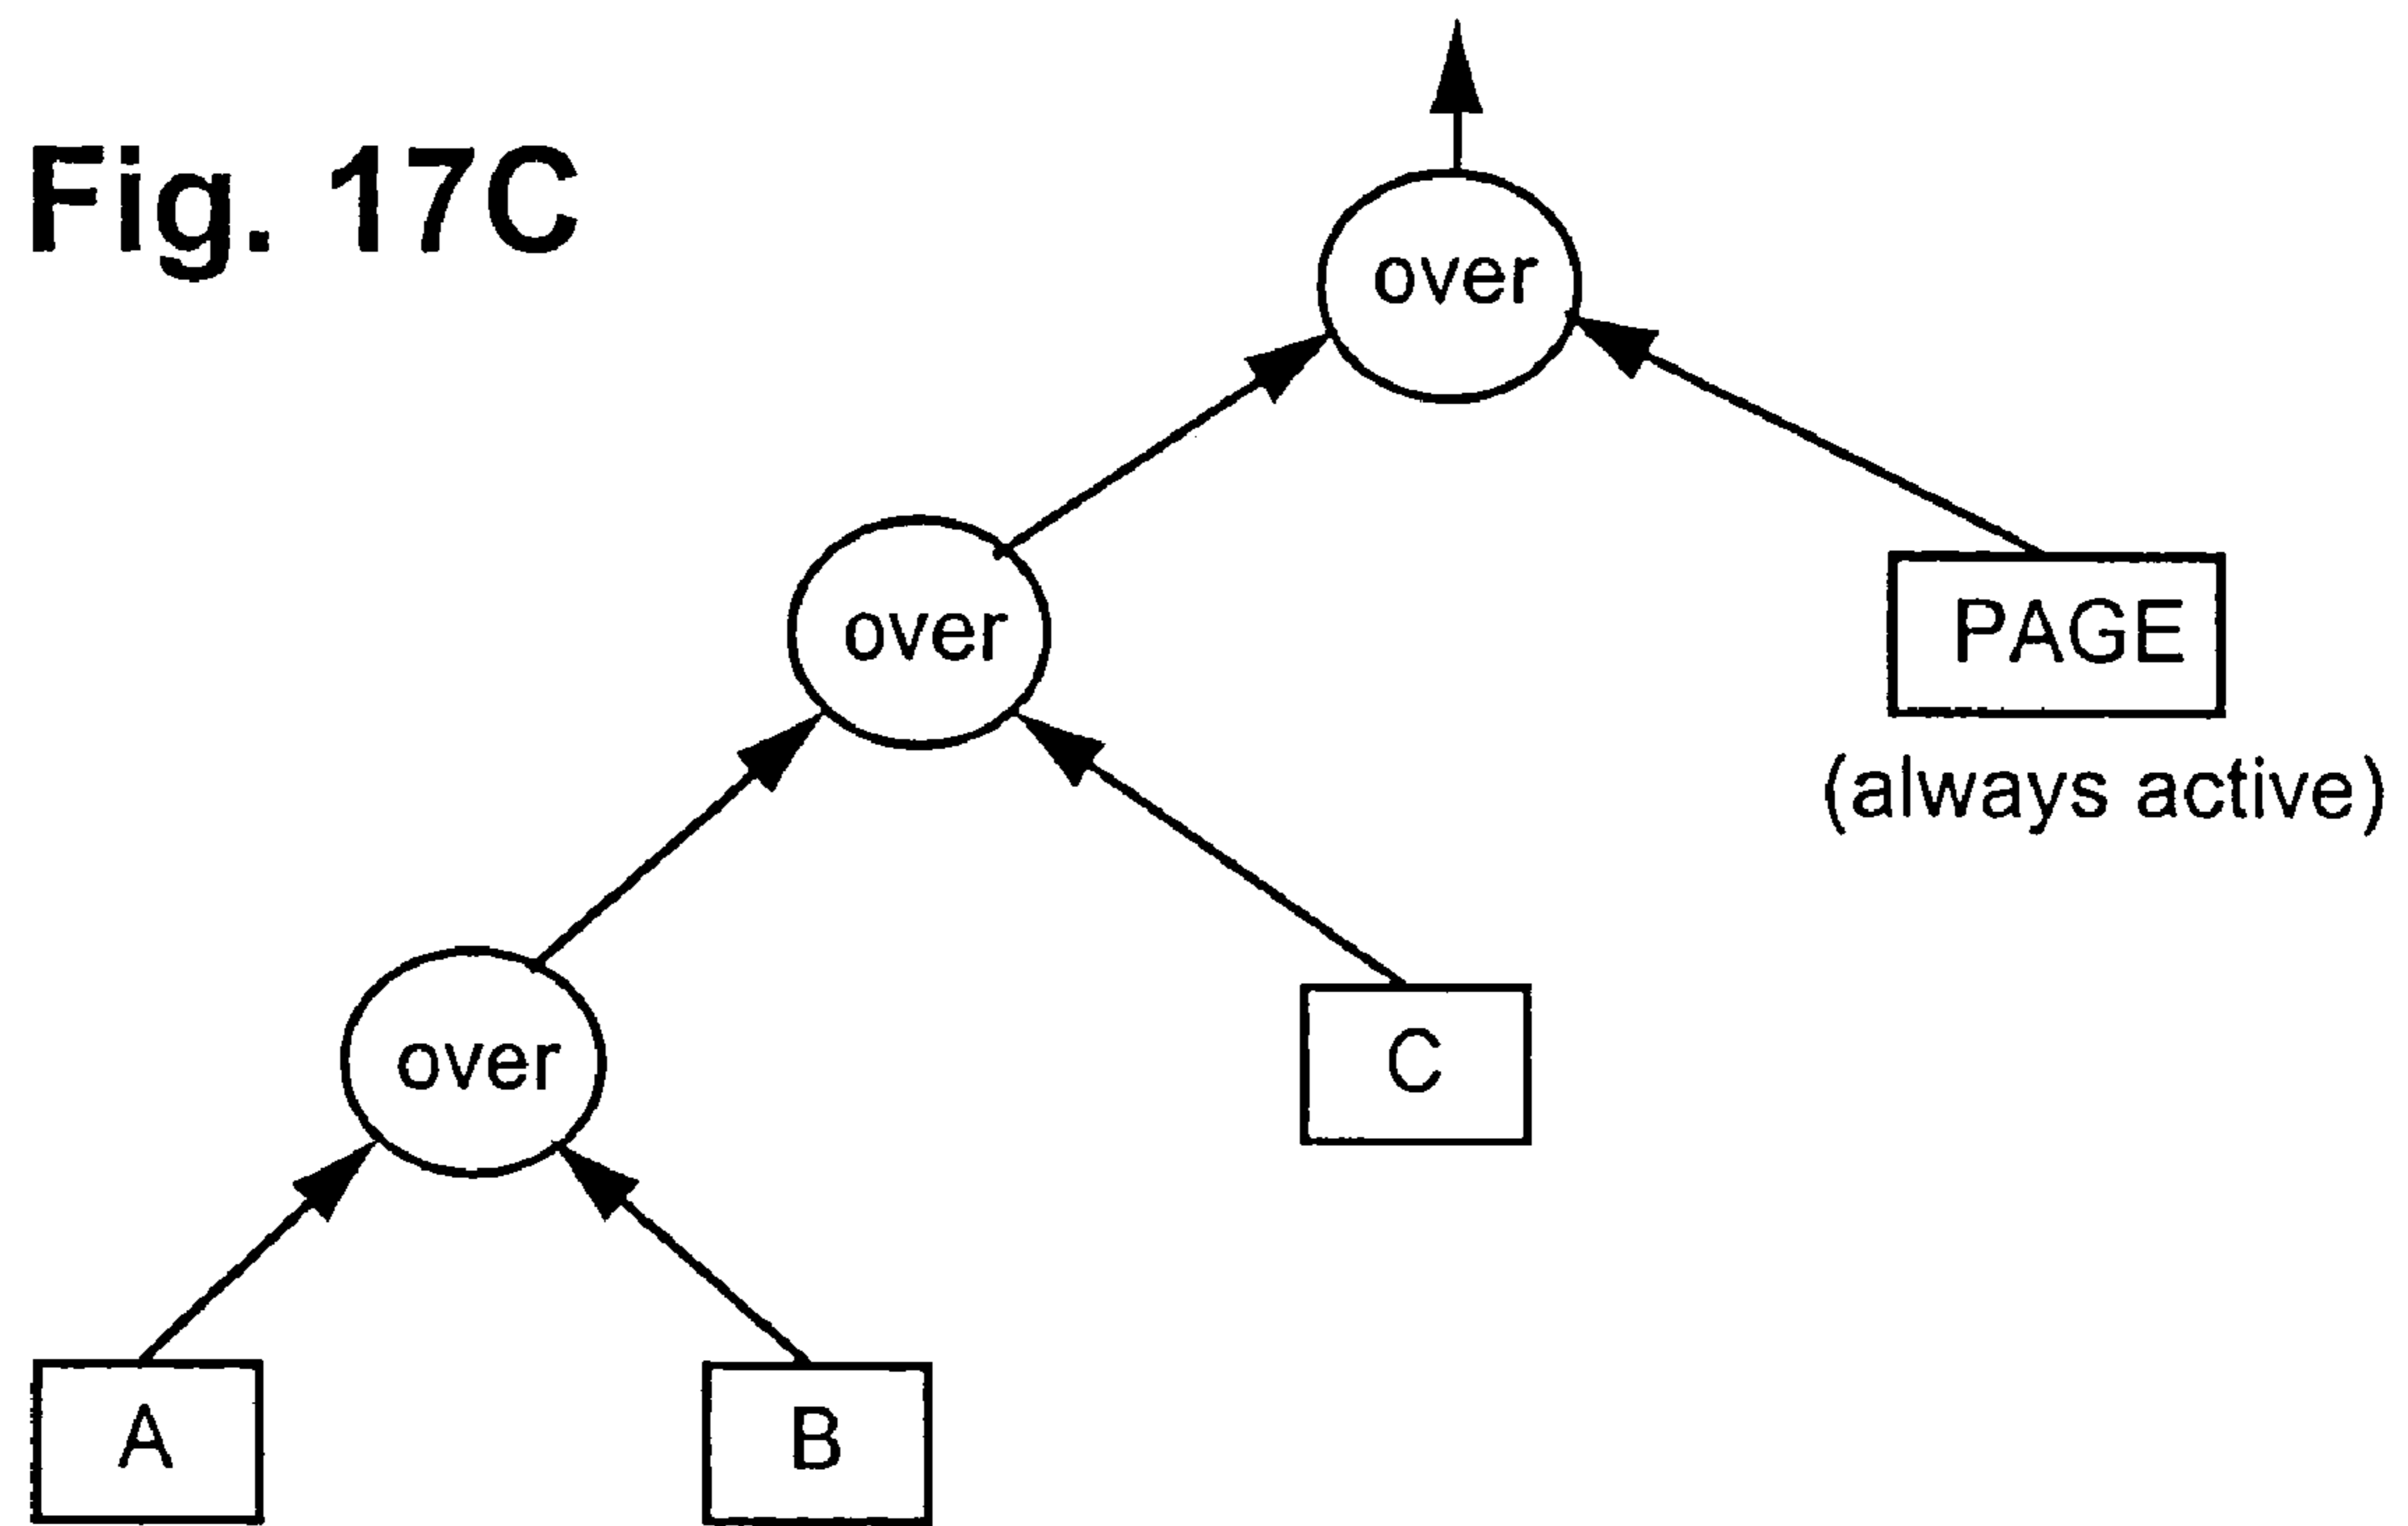 Fig. 17C
over
over
PAGE
(always active)
over
C
A
B